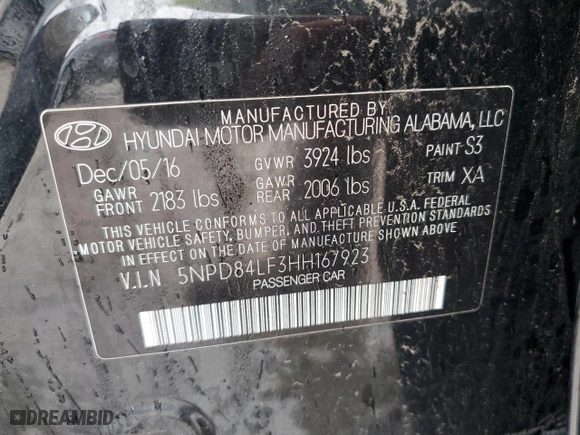 MANUFACTURED BY
HYUNDAI MOTOR MANUFACTURING ALABAMA, LLC
Dec/05/16 GVWR 3924 lbs PAINT S3
GAWR FRONT 2183 lbs GAWR REAR 2006 lbs TRIM XA
THIS VEHICLE CONFORMS TO ALL APPLICABLE U.S.A. FEDERAL
MOTOR VEHICLE SAFETY, BUMPER, AND THEFT PREVENTION STANDARDS
IN EFFECT ON THE DATE OF MANUFACTURE SHOWN ABOVE
V.I.N 5NPD84LF3HH167923
PASSENGER CAR
DREAMBID